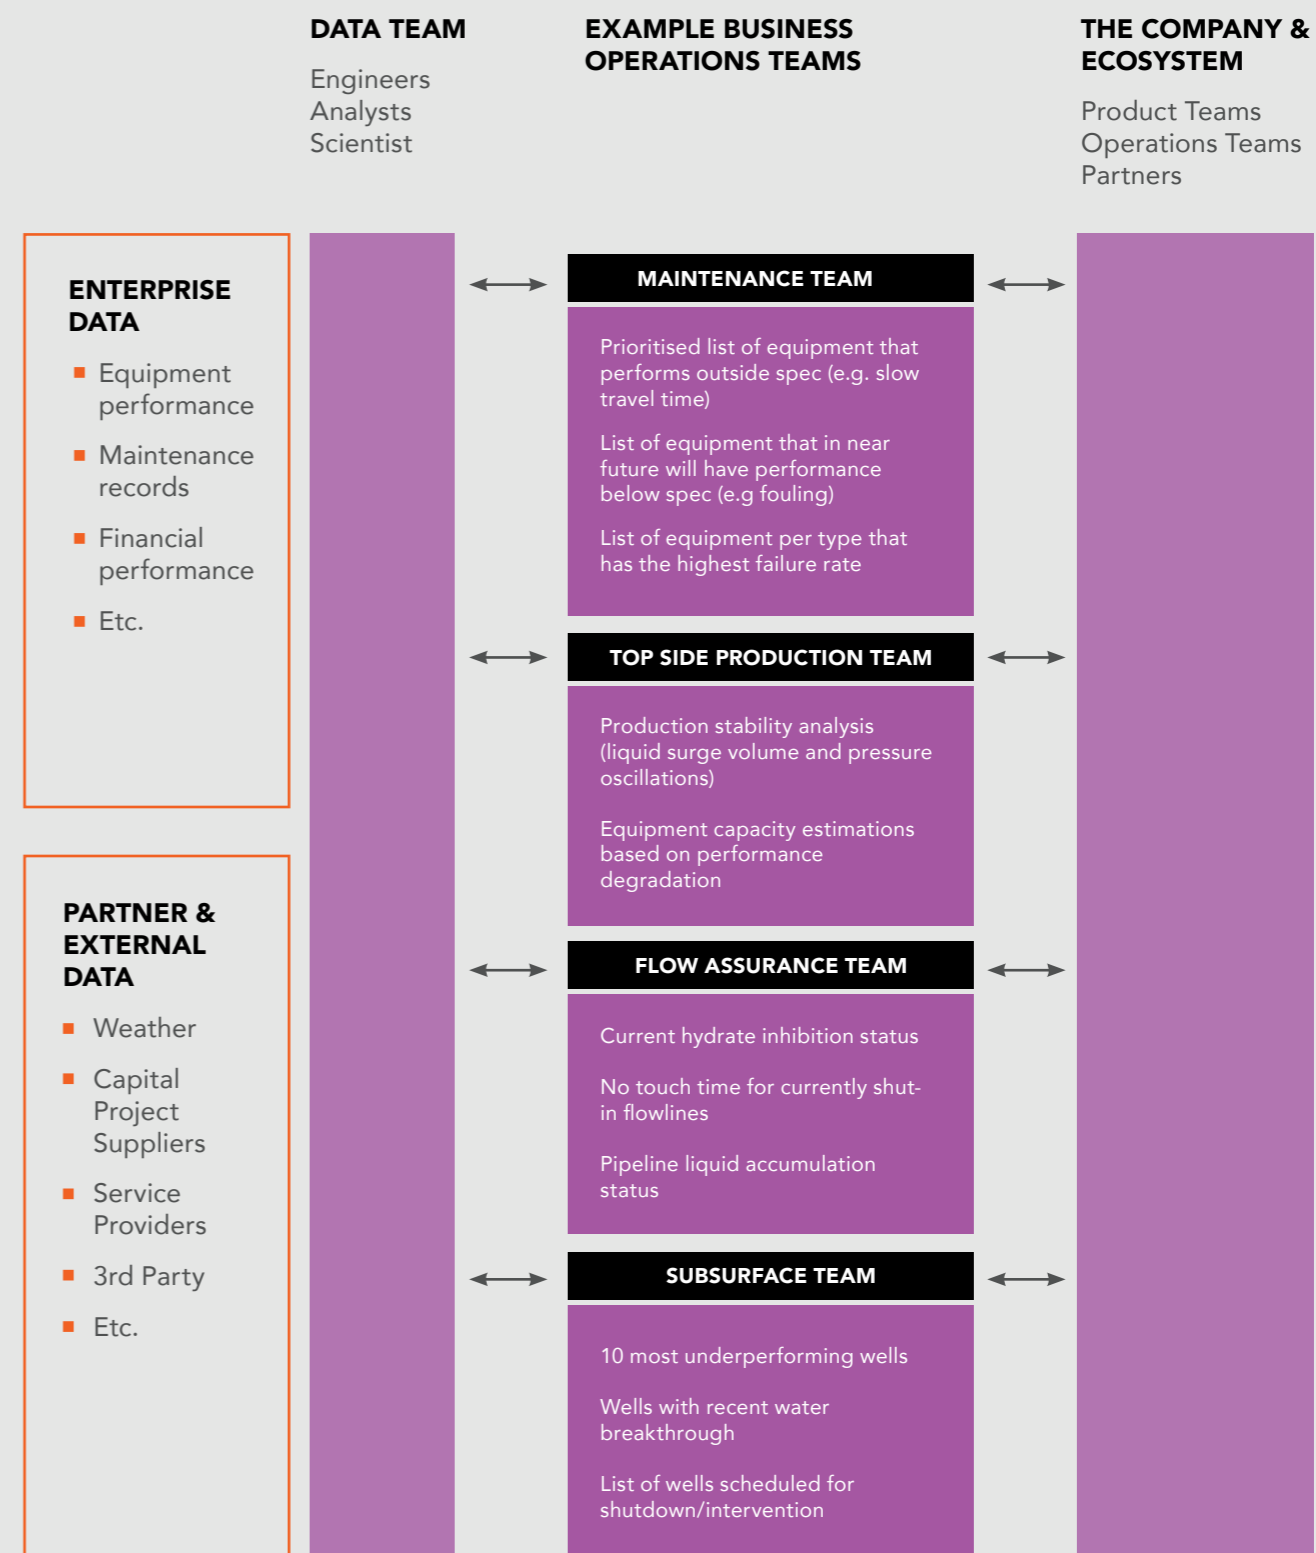 DATA TEAM
Engineers
Analysts
Scientist
EXAMPLE BUSINESS
OPERATIONS TEAMS
THE COMPANY &
ECOSYSTEM
Product Teams
Operations Teams
Partners
ENTERPRISE
DATA
Equipment
performance
Maintenance
records
Financial
performance
Etc.
PARTNER &
EXTERNAL
DATA
Weather
Capital
Project
Suppliers
Service
Providers
3rd Party
Etc.
MAINTENANCE TEAM
Prioritised list of equipment that
performs outside spec (e.g. slow
travel time)
List of equipment that in near
future will have performance
below spec (e.g fouling)
List of equipment per type that
has the highest failure rate
TOP SIDE PRODUCTION TEAM
Production stability analysis
(liquid surge volume and pressure
oscillations)
Equipment capacity estimations
based on performance
degradation
FLOW ASSURANCE TEAM
Current hydrate inhibition status
No touch time for currently shut-
in flowlines
Pipeline liquid accumulation
status
SUBSURFACE TEAM
10 most underperforming wells
Wells with recent water
breakthrough
List of wells scheduled for
shutdown/intervention